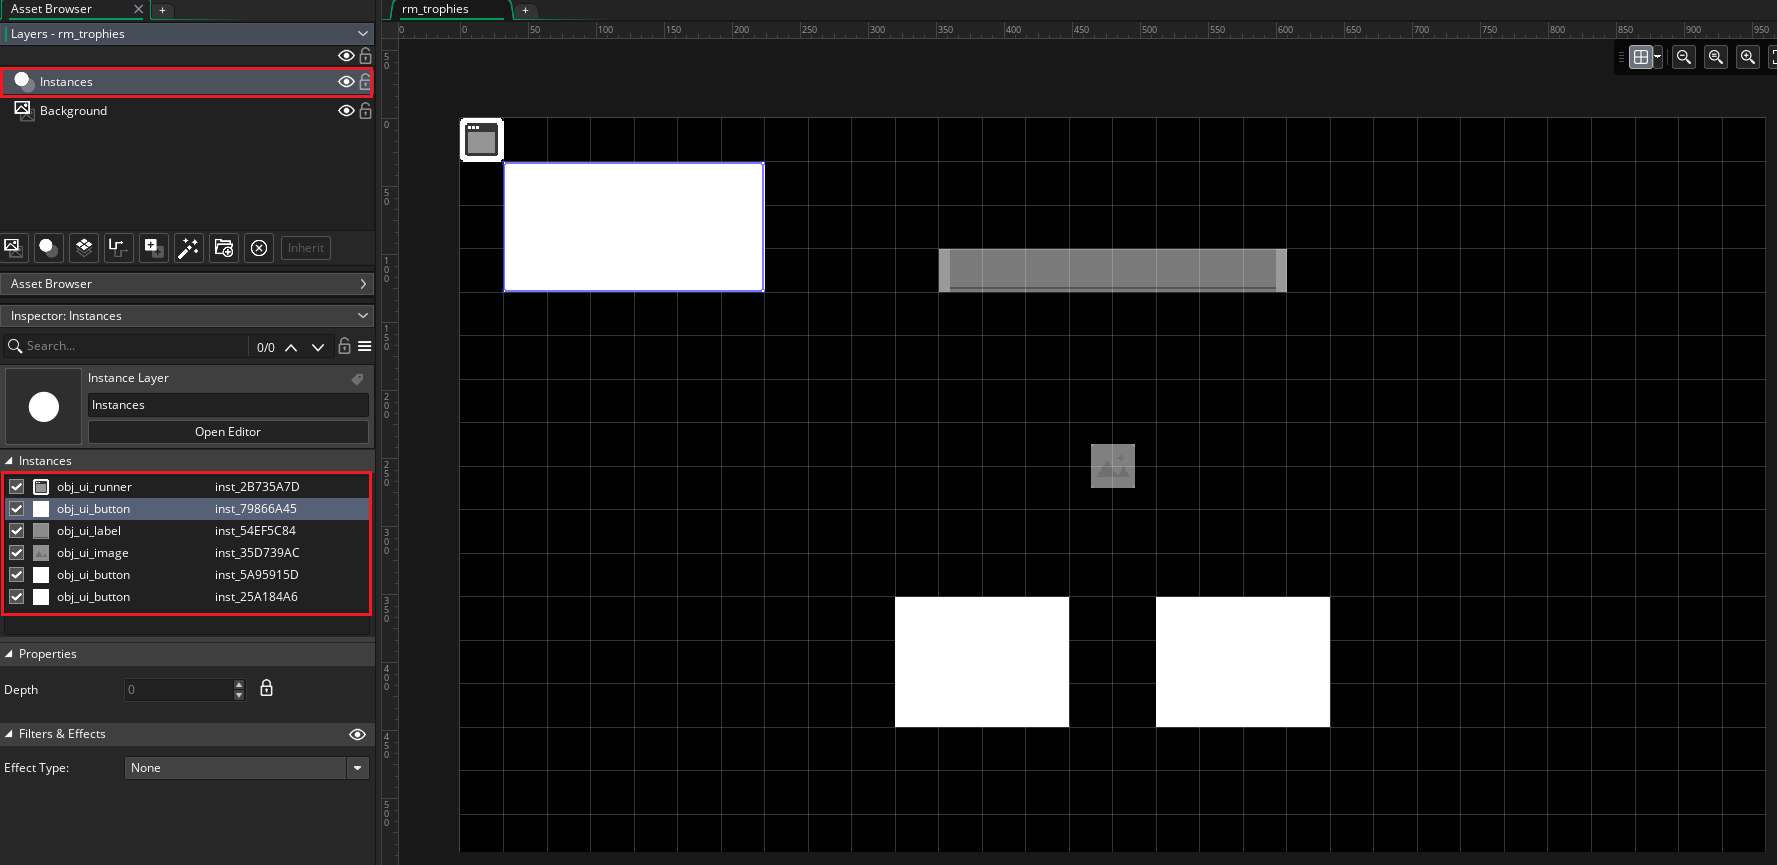 Asset Browser
+
rm_trophies
+
Layers - rm_trophies
0 0 50 100 150 200 250 300 350 400 450 500 550 600 650 700 750 800 850 900 950
Instances
Background
Inherit
Asset Browser
Inspector: Instances
Search...
0/0
Instance Layer
Instances
Open Editor
Instances
obj_ui_runner inst_2B735A7D
obj_ui_button inst_79866A45
obj_ui_label inst_54EF5C84
obj_ui_image inst_35D739AC
obj_ui_button inst_5A95915D
obj_ui_button inst_25A184A6
Properties
Depth 0
Filters & Effects
Effect Type: None
50
0
50
100
150
200
250
300
350
400
450
500